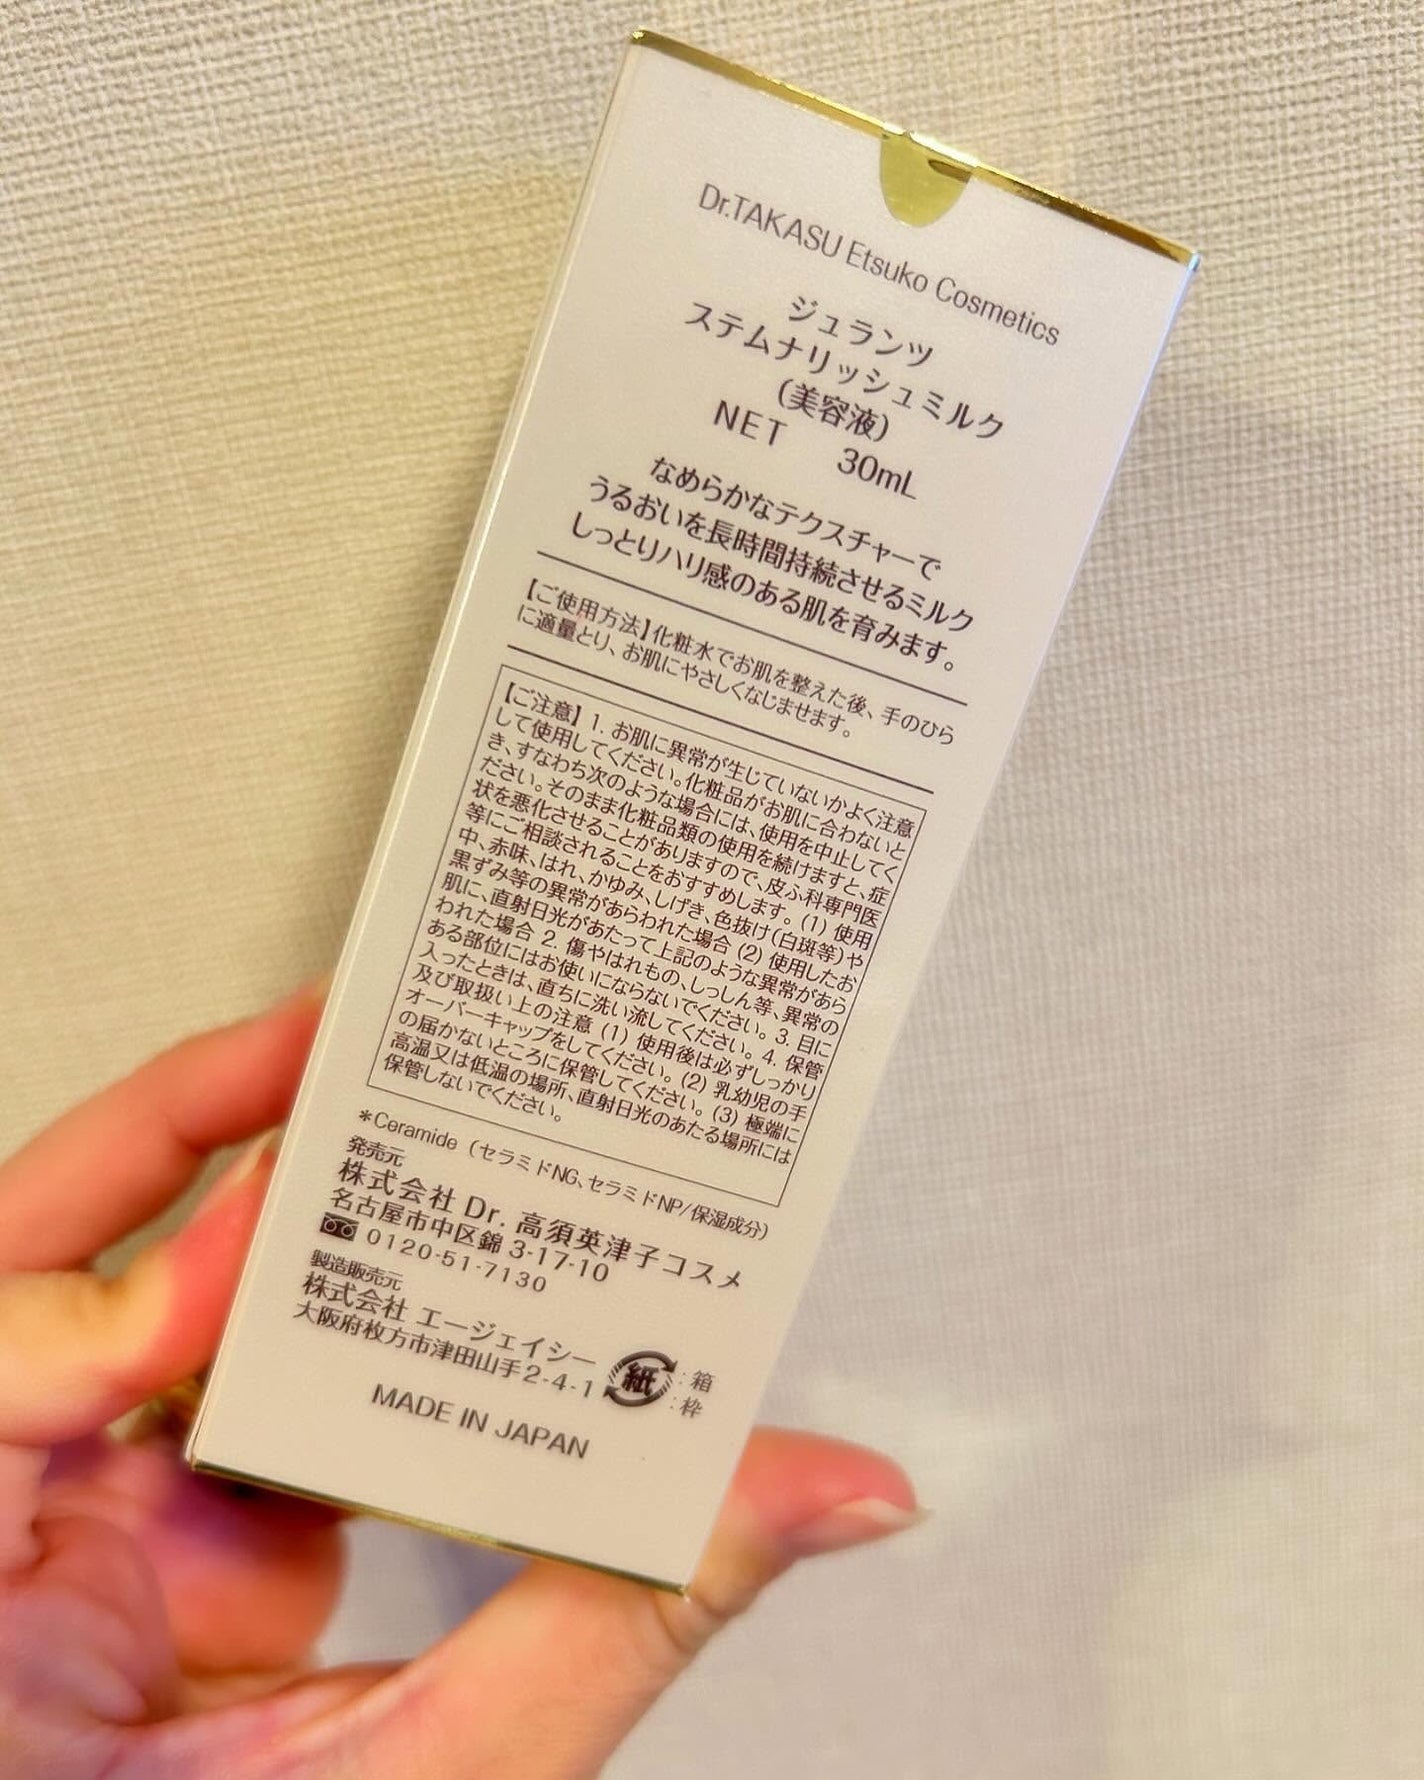 Dr.TAKASU Etsuko Cosmetics
ジュランツ
ステムナリッシュミルク
(美容液)
NET 30mL
なめらかなテクスチャーで
うるおいを長時間持続させるミルク
しっとりハリ感のある肌を育みます。
【ご使用方法】化粧水でお肌を整えた後、手のひら
に適量とり、お肌にやさしくなじませます。
【ご注意】1. お肌に異常が生じていないかよく注意
して使用してください。化粧品がお肌に合わないと
き、すなわち次のような場合には、使用を中止してく
ださい。そのまま化粧品類の使用を続けますと、症
状を悪化させることがありますので、皮ふ科専門医
等にご相談されることをおすすめします。(1) 使用
中、赤味、はれ、かゆみ、しげき、色抜け(白斑等)や
黒ずみ等の異常があらわれた場合 (2) 使用したお
肌に、直射日光があたって上記のような異常があら
われた場合 2. 傷やはれもの、しっしん等、異常の
ある部位にはお使いにならないでください。3. 目に
入ったときは、直ちに洗い流してください。4. 保管
及び取扱い上の注意 (1) 使用後は必ずしっかり
オーバーキャップをしてください。(2) 乳幼児の手
の届かないところに保管してください。(3) 極端に
高温又は低温の場所、直射日光のあたる場所には
保管しないでください。
*Ceramide (セラミドNG、セラミドNP/保湿成分)
発売元
株式会社 Dr. 高須英津子コスメ
名古屋市中区錦 3-17-10
0120-51-7130
製造販売元
株式会社 エージェイシー
大阪府枚方市津田山手2-4-1
紙 :箱
:枠
MADE IN JAPAN